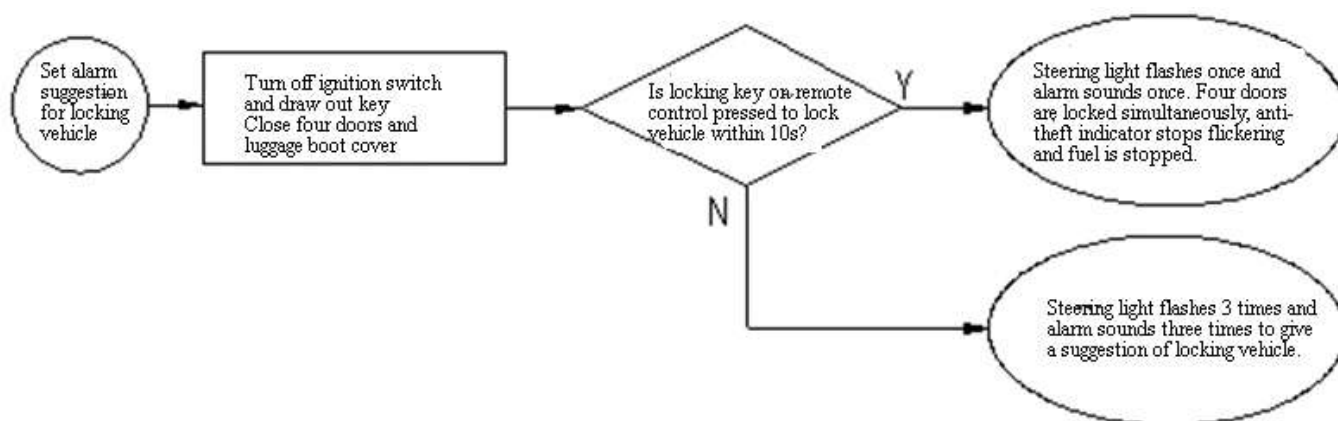 Set alarm
suggestion
for locking
vehicle
Turn off ignition switch
and draw out key
Close four doors and
luggage boot cover
Is locking key on remote
control pressed to lock
vehicle within 10s?
Y
Steering light flashes once and
alarm sounds once. Four doors
are locked simultaneously, anti-
theft indicator stops flickering
and fuel is stopped.
N
Steering light flashes 3 times and
alarm sounds three times to give
a suggestion of locking vehicle.